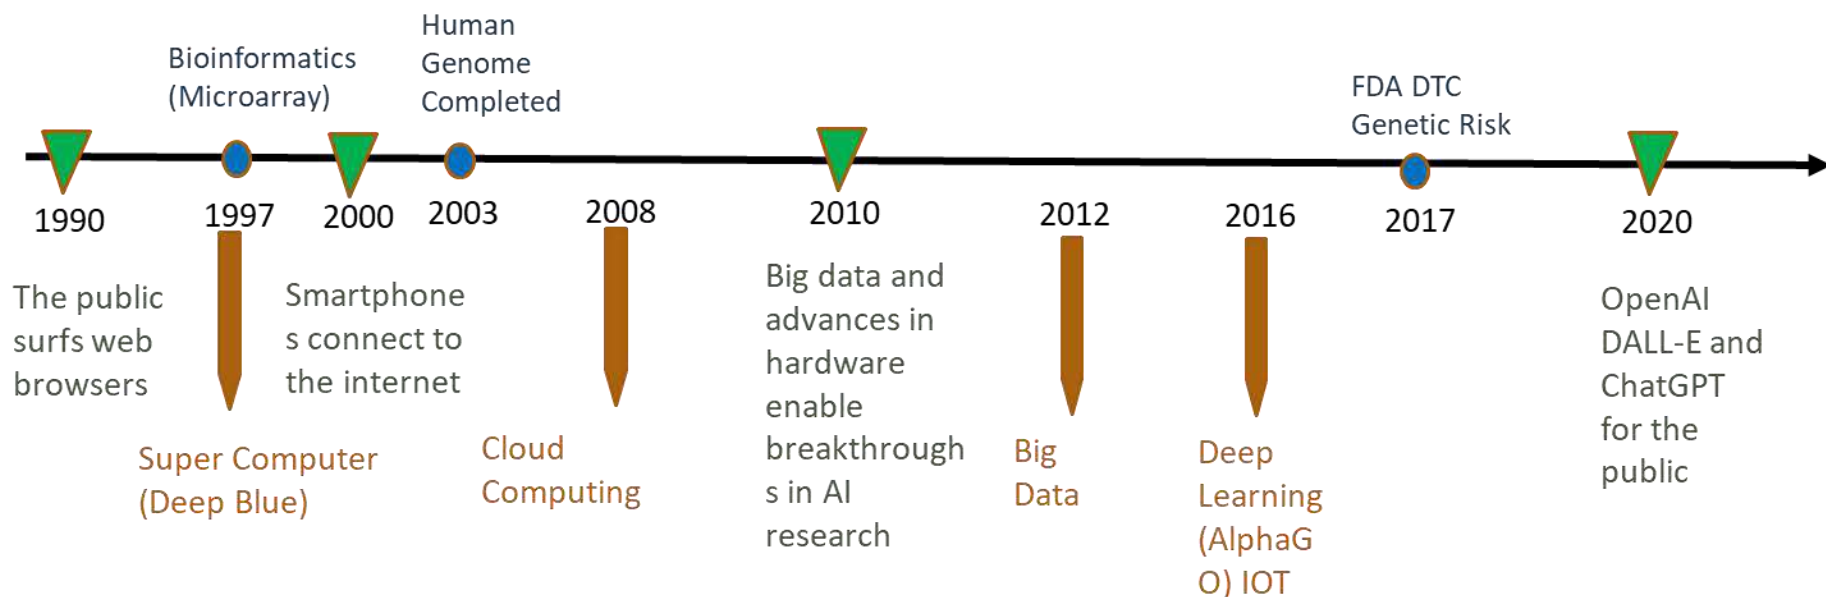 Bioinformatics
(Microarray)
Human
Genome
Completed
FDA DTC
Genetic Risk
1990
1997
2000
2003
2008
2010
2012
2016
2017
2020
The public
surfs web
browsers
Super Computer
(Deep Blue)
Smartphone
s connect to
the internet
Cloud
Computing
Big data and
advances in
hardware
enable
breakthrough
s in AI
research
Big
Data
Deep
Learning
(AlphaG
O) IOT
OpenAI
DALL-E and
ChatGPT
for the
public